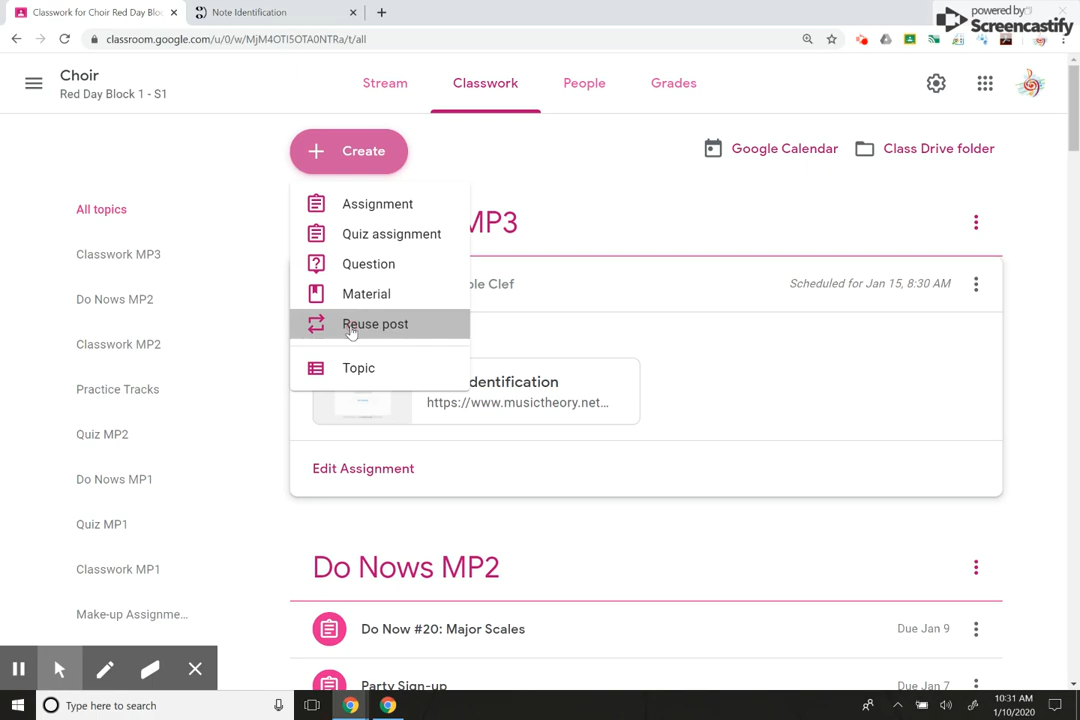 Classwork for Choir Red Day Bloc
Note Identification
powered by
Screencastify
classroom.google.com/u/0/w/MjM4OTI5OTA0NTRa/t/all
Choir
Red Day Block 1 - S1
Stream
Classwork
People
Grades
Create
Google Calendar
Class Drive folder
All topics
Classwork MP3
Do Nows MP2
Classwork MP2
Practice Tracks
Quiz MP2
Do Nows MP1
Quiz MP1
Classwork MP1
Make-up Assignme...
Assignment
Quiz assignment
Question
Material
Reuse post
Topic
MP3
ble Clef
Scheduled for Jan 15, 8:30 AM
dentification
https://www.musictheory.net...
Edit Assignment
Do Nows MP2
Do Now #20: Major Scales
Due Jan 9
Party Sign-up
Due Jan 7
Type here to search
10:31 AM
1/10/2020